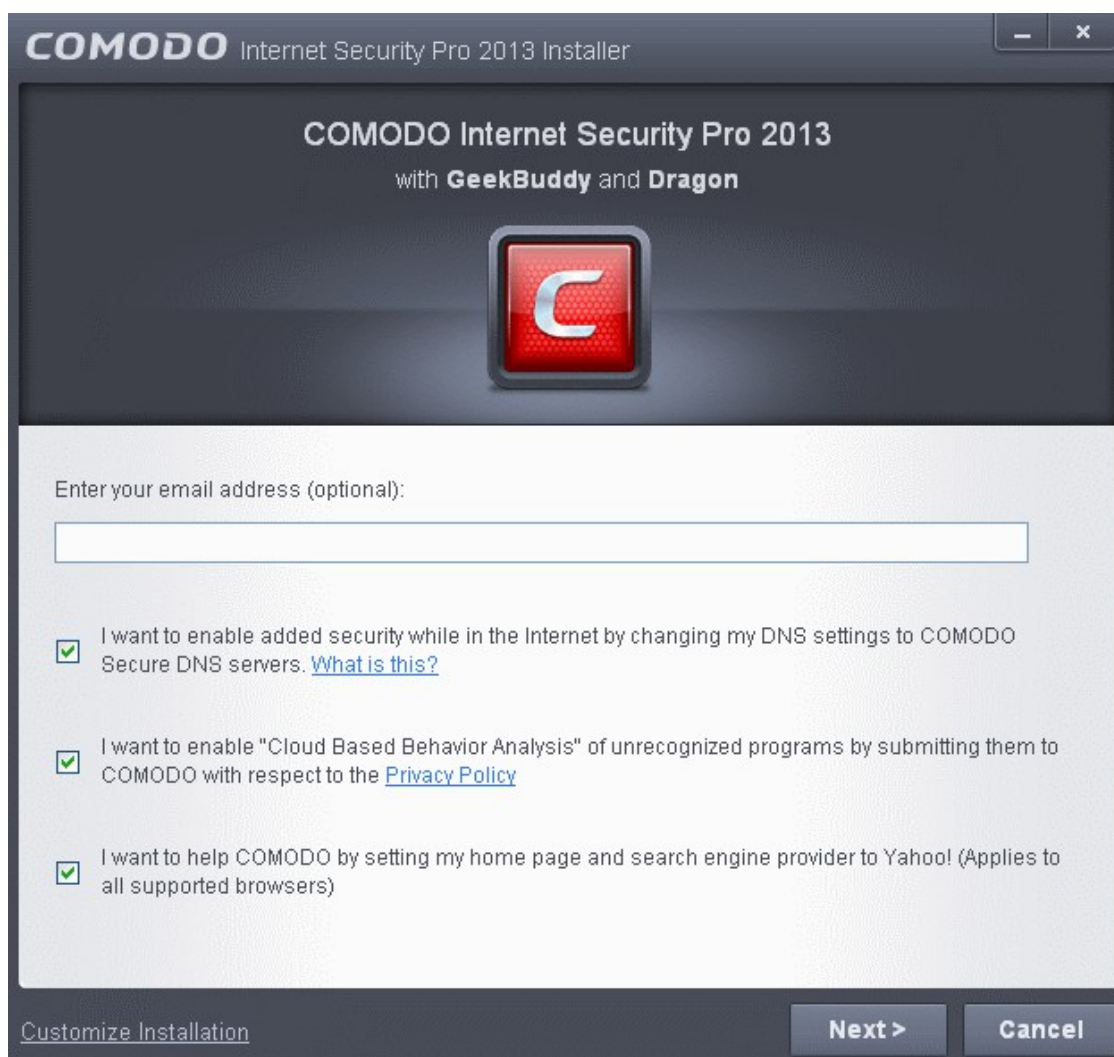 COMODO Internet Security Pro 2013 Installer
COMODO Internet Security Pro 2013
with GeekBuddy and Dragon
C
Enter your email address (optional):
I want to enable added security while in the Internet by changing my DNS settings to COMODO
Secure DNS servers. What is this?
I want to enable "Cloud Based Behavior Analysis" of unrecognized programs by submitting them to
COMODO with respect to the Privacy Policy
I want to help COMODO by setting my home page and search engine provider to Yahoo! (Applies to
all supported browsers)
Customize Installation
Next >
Cancel